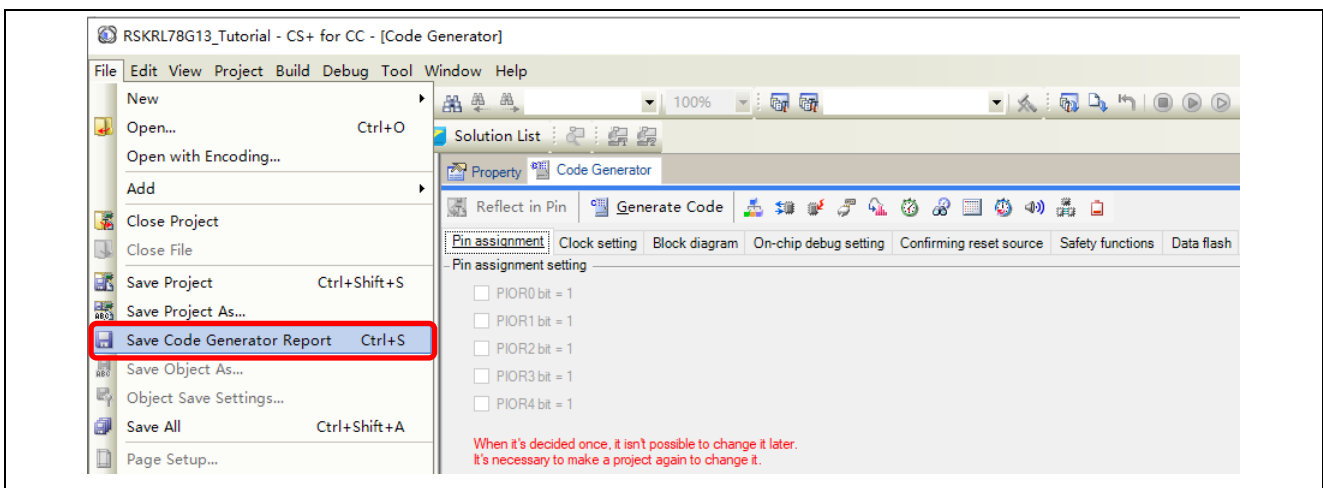 RSKRL78G13_Tutorial - CS+ for CC - [Code Generator]
File Edit View Project Build Debug Tool Window Help
New
100%
Open... Ctrl+O
Solution List
Open with Encoding...
Property Code Generator
Add
Reflect in Pin Generate Code
Close Project
Pin assignment Clock setting Block diagram On-chip debug setting Confirming reset source Safety functions Data flash
Close File
Pin assignment setting
Save Project Ctrl+Shift+S
PIOR0 bit = 1
Save Project As...
PIOR1 bit = 1
Save Code Generator Report Ctrl+S
PIOR2 bit = 1
Save Object As...
PIOR3 bit = 1
Object Save Settings...
PIOR4 bit = 1
Save All Ctrl+Shift+A
When it's decided once, it isn't possible to change it later.
Page Setup...
It's necessary to make a project again to change it.